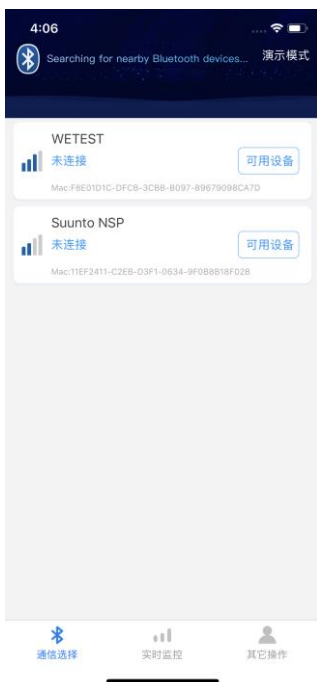 4:06
Searching for nearby Bluetooth devices... 演示模式
WETEST
未连接
可用设备
Mac:F8E01D1C-DFCB-3CBB-B097-89679098CA7D
Suunto NSP
未连接
可用设备
Mac:11EF2411-C2EB-D3F1-0634-9F0B8B18F028
通信选择 实时监控 其它操作